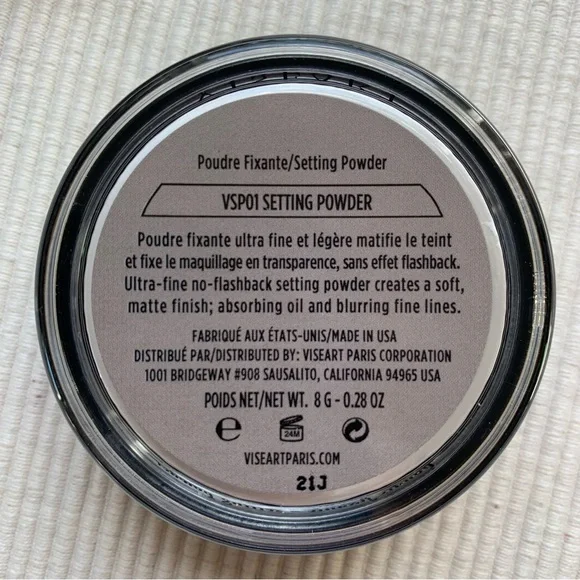 Poudre Fixante/Setting Powder
VSP01 SETTING POWDER
Poudre fixante ultra fine et légère matifie le teint
et fixe le maquillage en transparence, sans effet flashback.
Ultra-fine no-flashback setting powder creates a soft,
matte finish; absorbing oil and blurring fine lines.
FABRIQUÉ AUX ÉTATS-UNIS/MADE IN USA
DISTRIBUÉ PAR/DISTRIBUTED BY: VISEART PARIS CORPORATION
1001 BRIDGEWAY #908 SAUSALITO, CALIFORNIA 94965 USA
POIDS NET/NET WT. 8 G - 0.28 OZ
e 24M
VISEARTPARIS.COM
21J